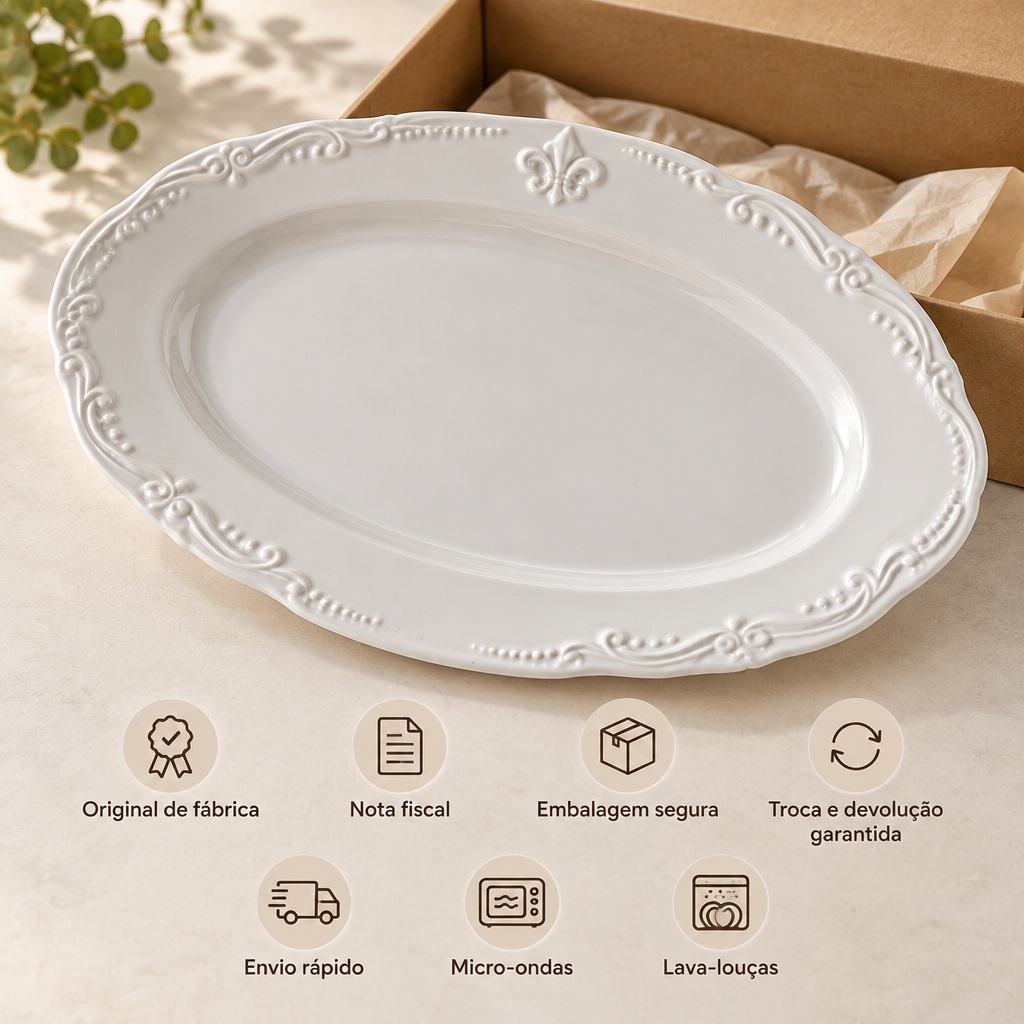 Original de fábrica
Nota fiscal
Embalagem segura
Troca e devolução
garantida
Envio rápido
Micro-ondas
Lava-louças